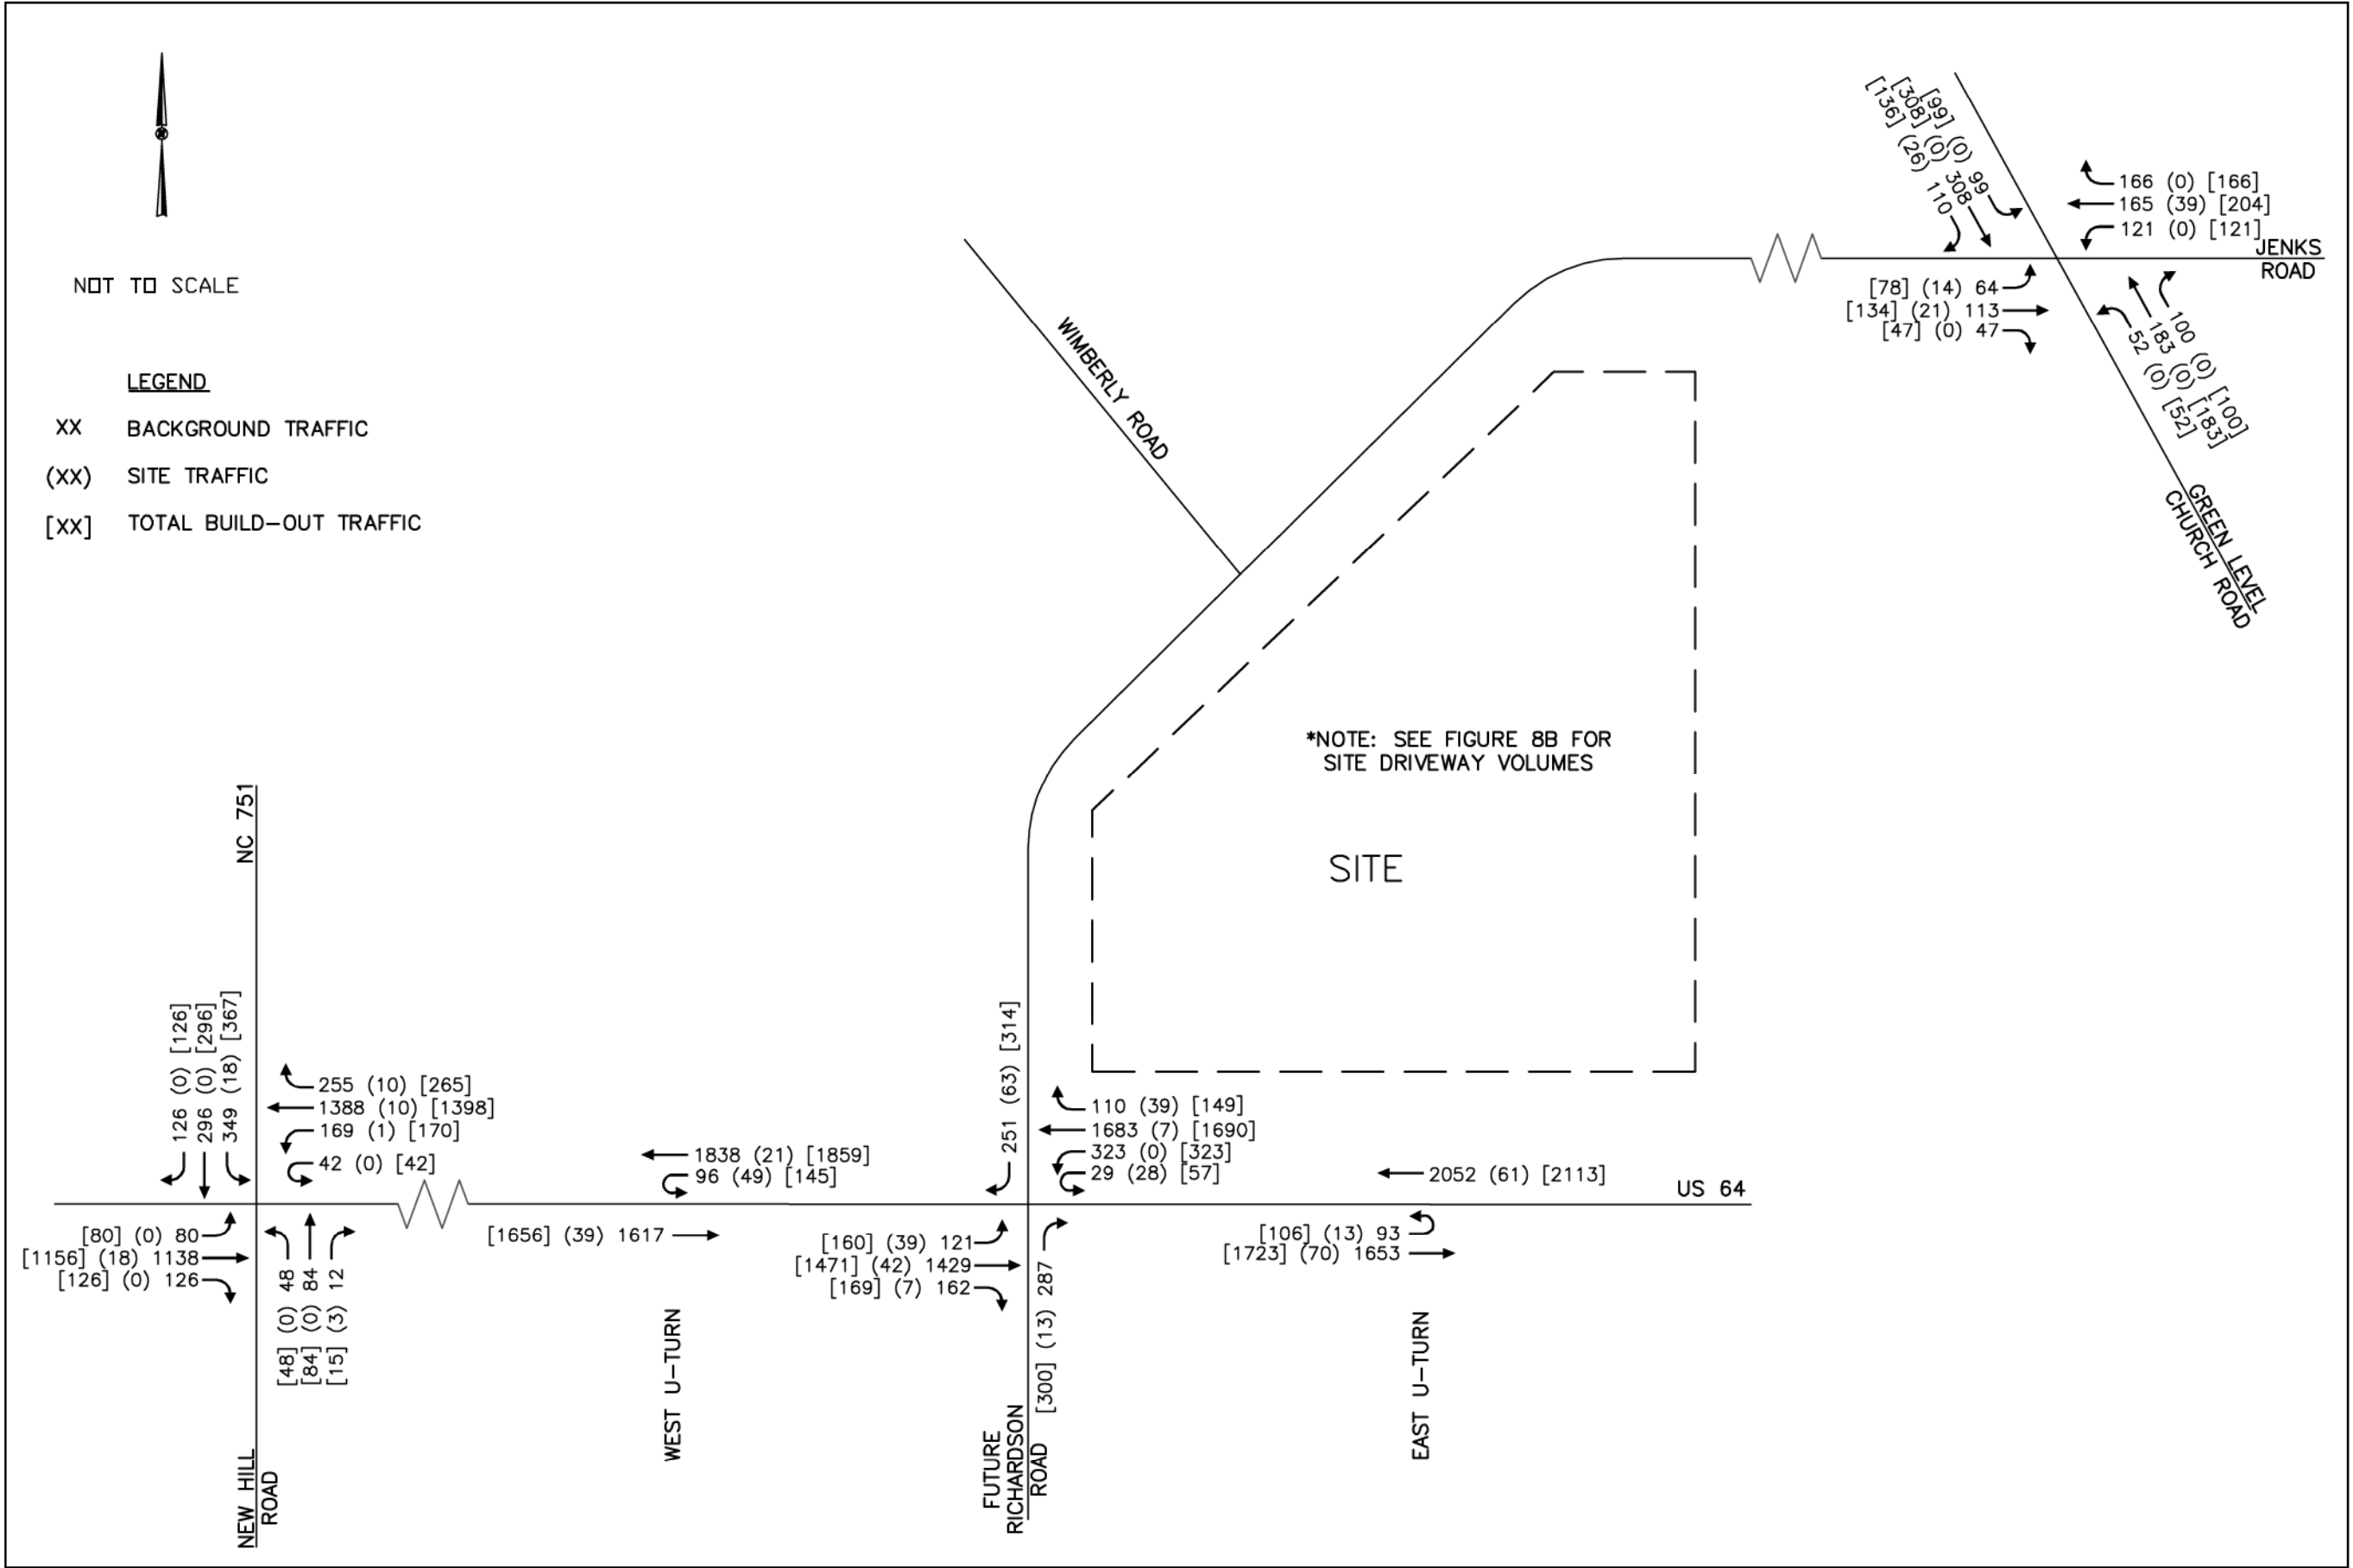 NOT TO SCALE
LEGEND
XX BACKGROUND TRAFFIC
(XX) SITE TRAFFIC
[XX] TOTAL BUILD-OUT TRAFFIC
[99] (0) 99
[308] (0) 308
[136] (26) 110
166 (0) [166]
165 (39) [204]
121 (0) [121]
JENKS
ROAD
[78] (14) 64
[134] (21) 113
[47] (0) 47
100 (0) [100]
183 (0) [183]
52 (0) [52]
GREEN LEVEL
CHURCH ROAD
WIMBERLY ROAD
*NOTE: SEE FIGURE 8B FOR
SITE DRIVEWAY VOLUMES
SITE
NC 751
126 (0) [126]
296 (0) [296]
349 (18) [367]
255 (10) [265]
1388 (10) [1398]
169 (1) [170]
42 (0) [42]
[80] (0) 80
[1156] (18) 1138
[126] (0) 126
[48] (0) 48
[84] (0) 84
[15] (3) 12
NEW HILL
ROAD
1838 (21) [1859]
96 (49) [145]
[1656] (39) 1617
WEST U-TURN
251 (63) [314]
110 (39) [149]
1683 (7) [1690]
323 (0) [323]
29 (28) [57]
[160] (39) 121
[1471] (42) 1429
[169] (7) 162
[300] (13) 287
FUTURE
RICHARDSON
ROAD
2052 (61) [2113]
US 64
[106] (13) 93
[1723] (70) 1653
EAST U-TURN